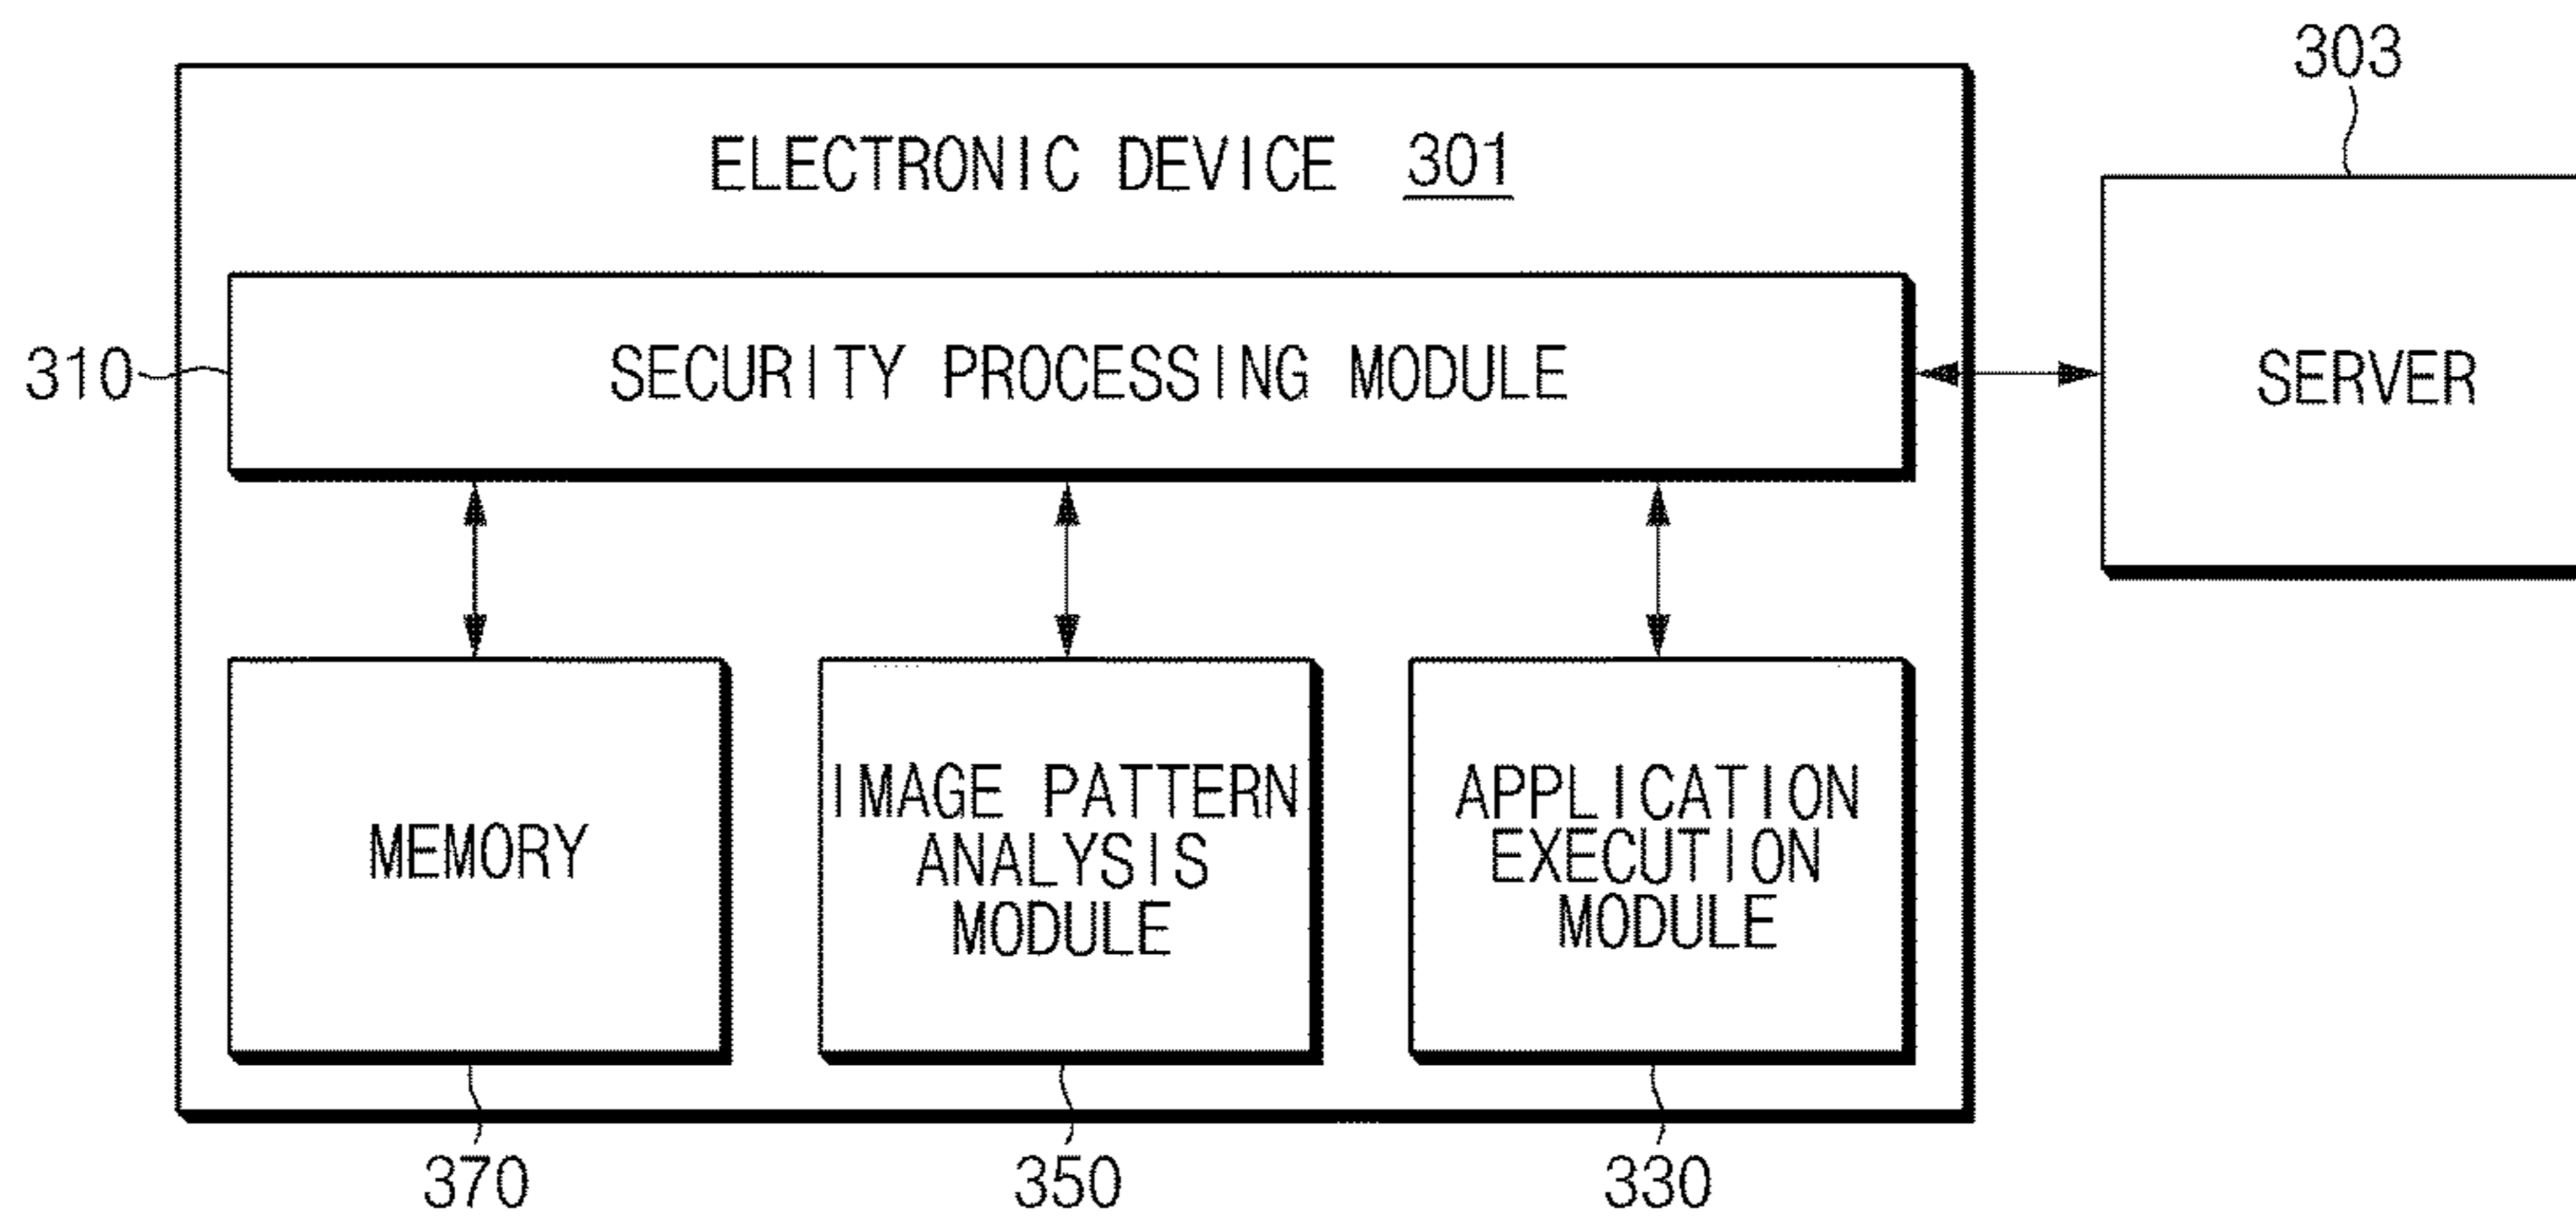 303
ELECTRONIC DEVICE 301
310
SECURITY PROCESSING MODULE
SERVER
MEMORY
IMAGE PATTERN
ANALYSIS
MODULE
APPLICATION
EXECUTION
MODULE
370
350
330